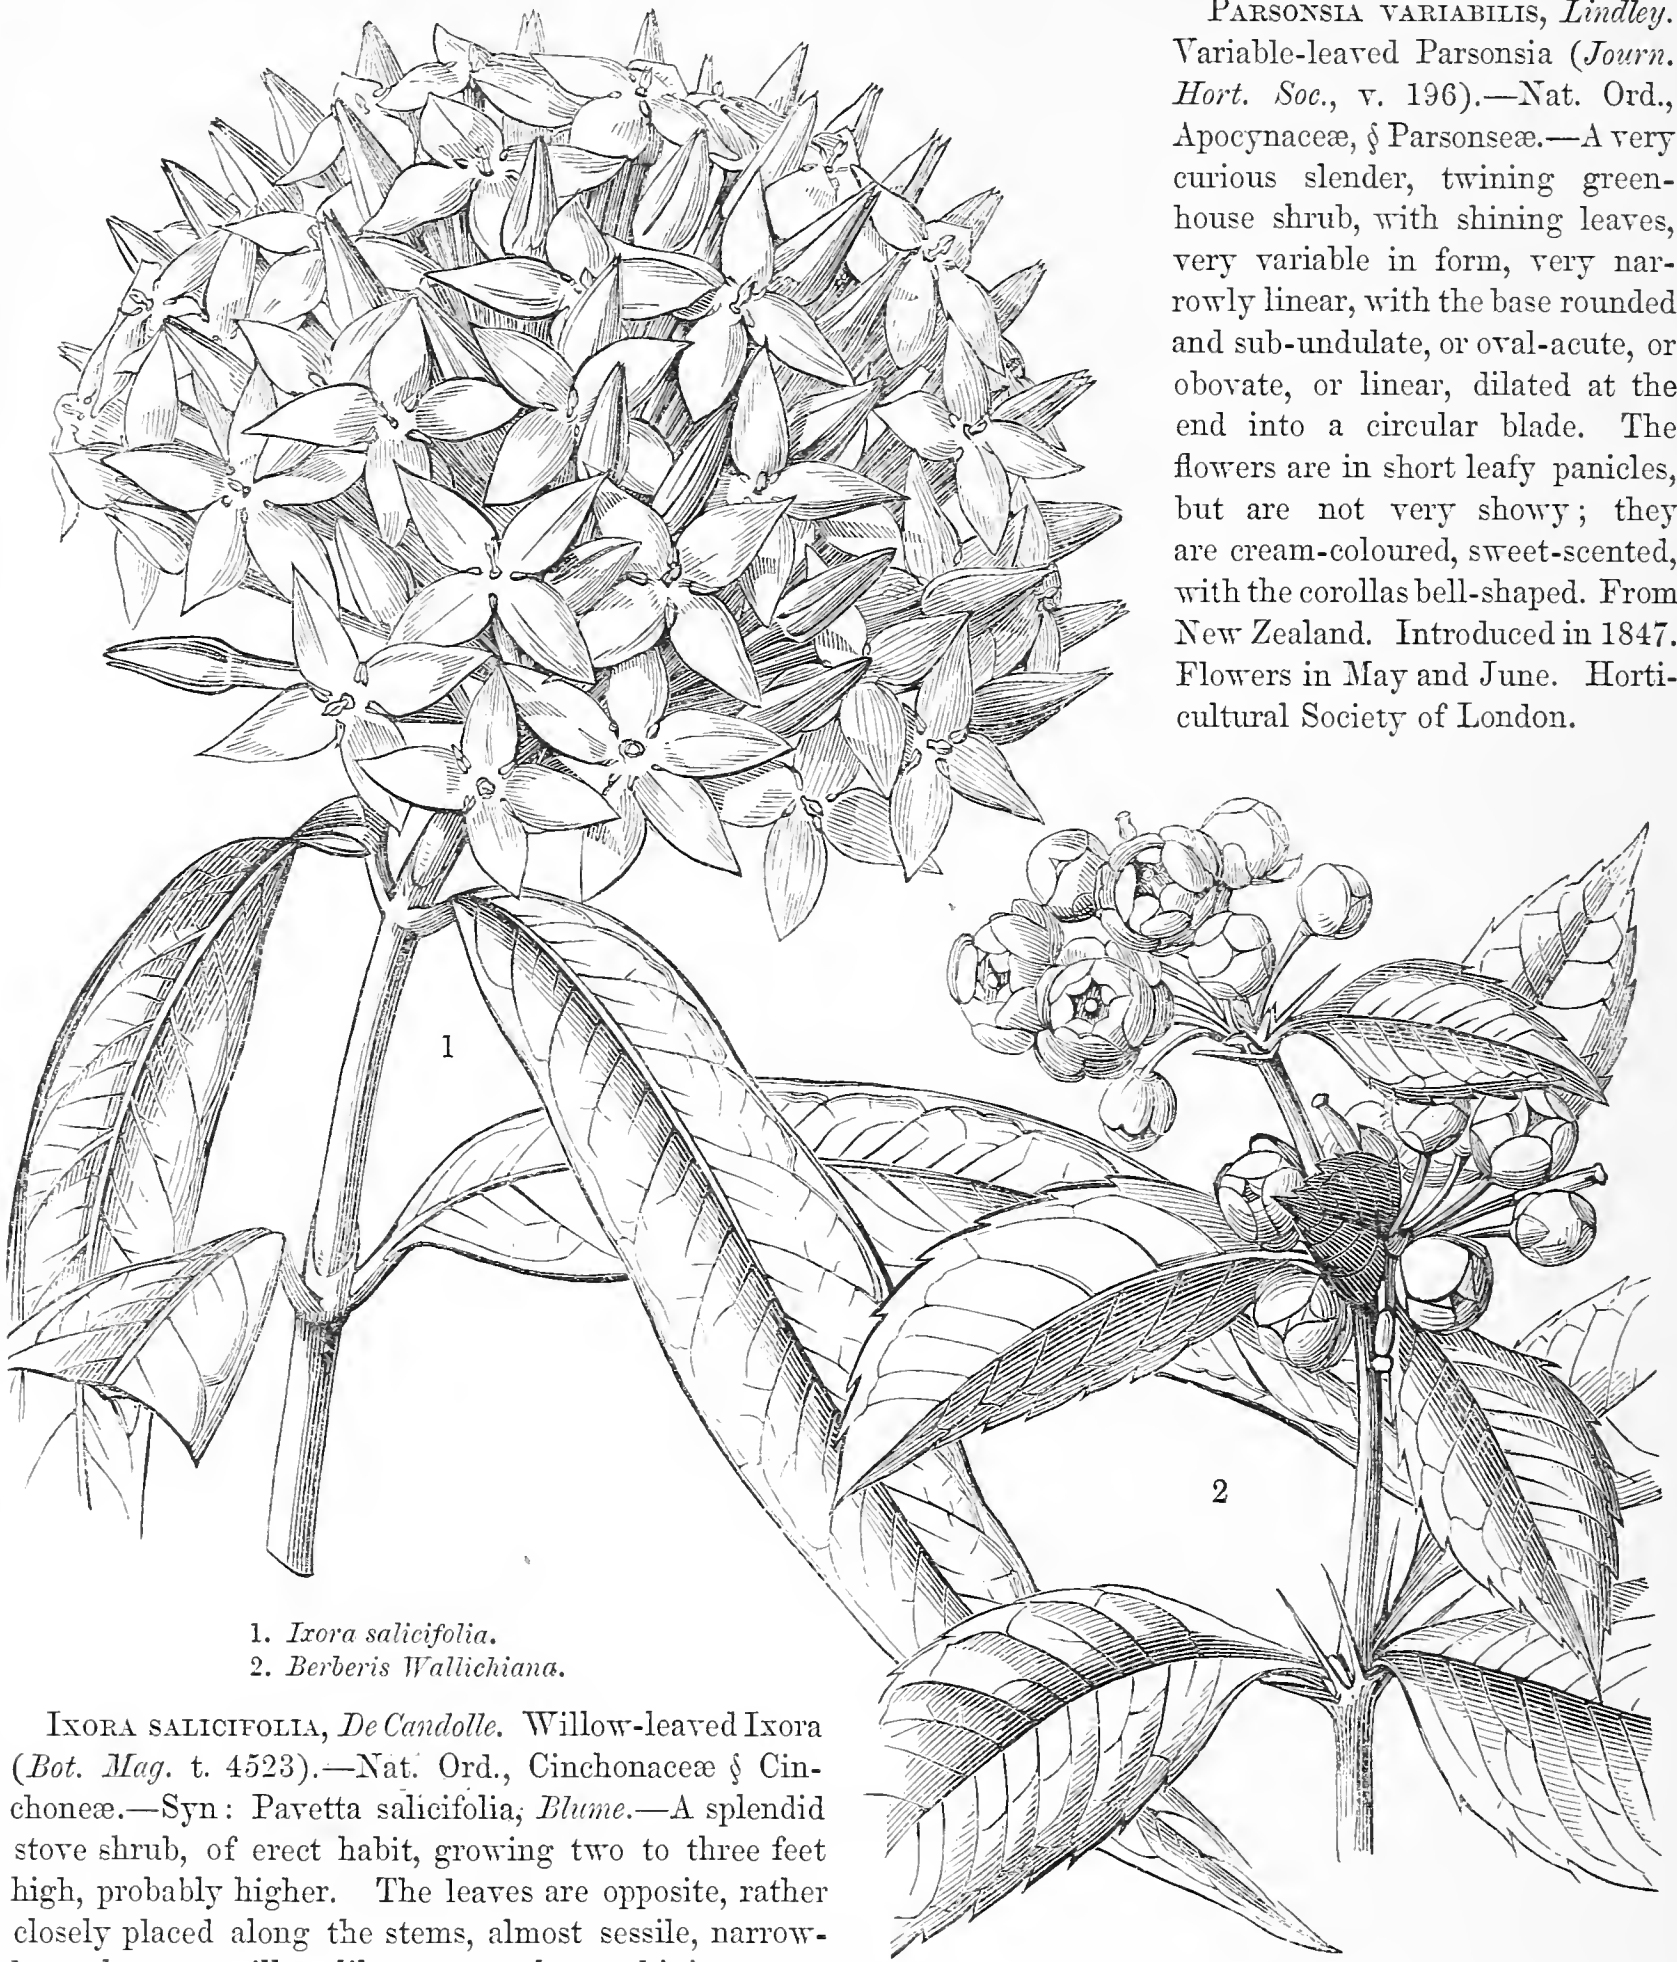 PARSONSIA VARIABILIS, Lindley.
Variable-leaved Parsonsia (Journ.
Hort. Soc., v. 196).—Nat. Ord.,
Apocynaceæ, § Parsonseæ.—A very
curious slender, twining green-
house shrub, with shining leaves,
very variable in form, very nar-
rowly linear, with the base rounded
and sub-undulate, or oval-acute, or
obovate, or linear, dilated at the
end into a circular blade. The
flowers are in short leafy panicles,
but are not very showy; they
are cream-coloured, sweet-scented,
with the corollas bell-shaped. From
New Zealand. Introduced in 1847.
Flowers in May and June. Horti-
cultural Society of London.
1
2
1. Ixora salicifolia.
2. Berberis Wallichiana.
IXORA SALICIFOLIA, De Candolle. Willow-leaved Ixora
(Bot. Mag. t. 4523).—Nat. Ord., Cinchonaceæ § Cin-
choneæ.—Syn: Pavetta salicifolia, Blume.—A splendid
stove shrub, of erect habit, growing two to three feet
high, probably higher. The leaves are opposite, rather
closely placed along the stems, almost sessile, narrow-